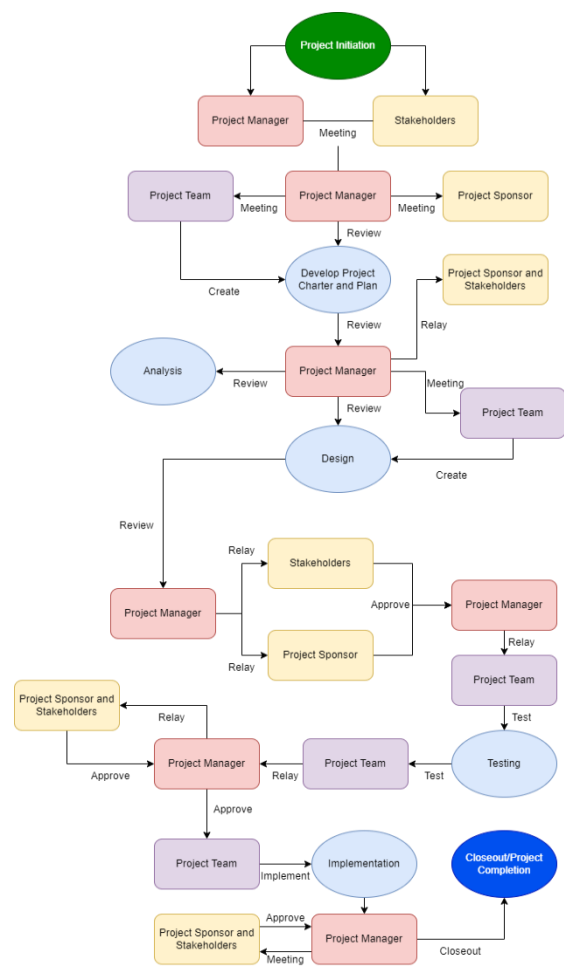 Project Initiation
Project Manager
Stakeholders
Meeting
Project Team
Project Manager
Project Sponsor
Meeting
Meeting
Review
Develop Project
Charter and Plan
Project Sponsor and
Stakeholders
Create
Review
Relay
Analysis
Project Manager
Review
Meeting
Review
Project Team
Design
Create
Review
Relay
Stakeholders
Project Manager
Approve
Project Manager
Relay
Project Sponsor
Relay
Project Team
Project Sponsor and
Stakeholders
Relay
Test
Approve
Project Manager
Relay
Project Team
Test
Testing
Approve
Project Team
Implement
Implementation
Closeout/Project
Completion
Project Sponsor and
Stakeholders
Approve
Meeting
Project Manager
Closeout